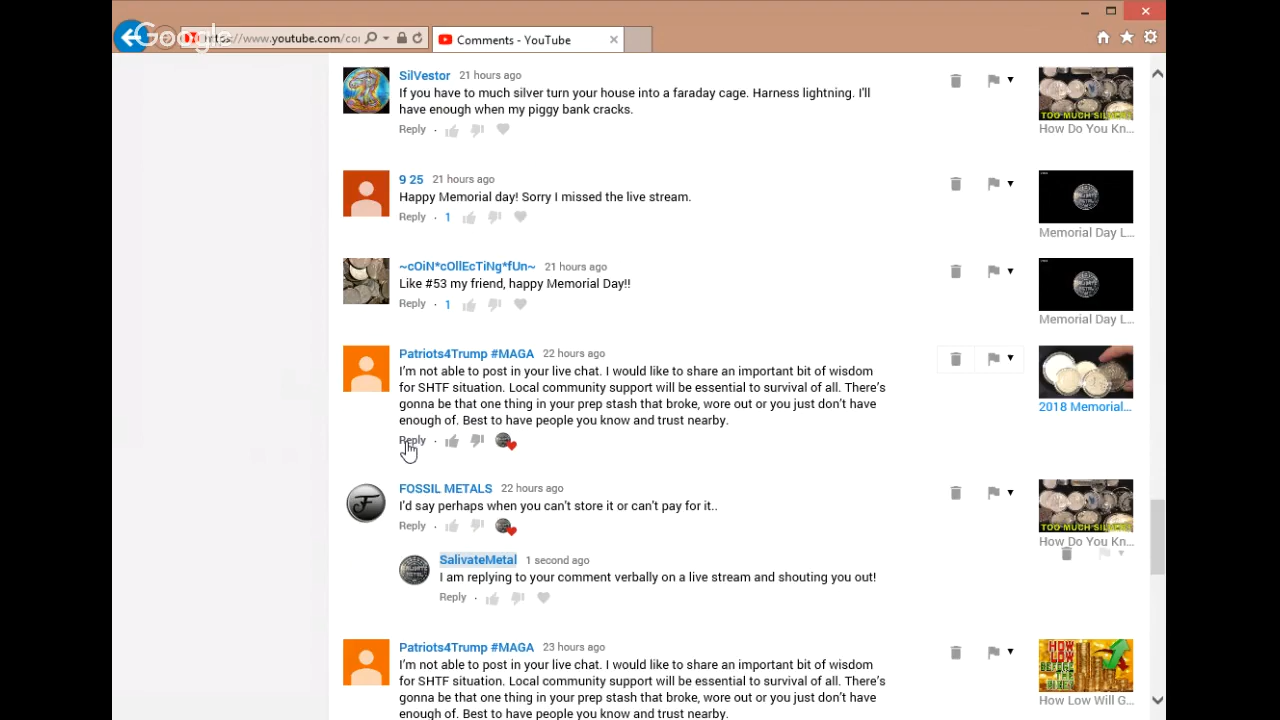 Google
https://www.youtube.com/co
Comments - YouTube
SilVestor 21 hours ago
If you have to much silver turn your house into a faraday cage. Harness lightning. I'll
have enough when my piggy bank cracks.
Reply
TOO MUCH SILVER
How Do You Kn...
9 25 21 hours ago
Happy Memorial day! Sorry I missed the live stream.
Reply · 1
Memorial Day L...
~cOiN*cOllEcTiNg*fUn~ 21 hours ago
Like #53 my friend, happy Memorial Day!!
Reply · 1
Memorial Day L...
Patriots4Trump #MAGA 22 hours ago
I'm not able to post in your live chat. I would like to share an important bit of wisdom
for SHTF situation. Local community support will be essential to survival of all. There's
gonna be that one thing in your prep stash that broke, wore out or you just don't have
enough of. Best to have people you know and trust nearby.
Reply
2018 Memorial...
FOSSIL METALS 22 hours ago
I'd say perhaps when you can't store it or can't pay for it..
Reply
TOO MUCH SILVER
How Do You Kn...
SalivateMetal 1 second ago
I am replying to your comment verbally on a live stream and shouting you out!
Reply
Patriots4Trump #MAGA 23 hours ago
I'm not able to post in your live chat. I would like to share an important bit of wisdom
for SHTF situation. Local community support will be essential to survival of all. There's
gonna be that one thing in your prep stash that broke, wore out or you just don't have
enough of. Best to have people you know and trust nearby.
HOW LOW
BEFORE
THE
How Low Will G...